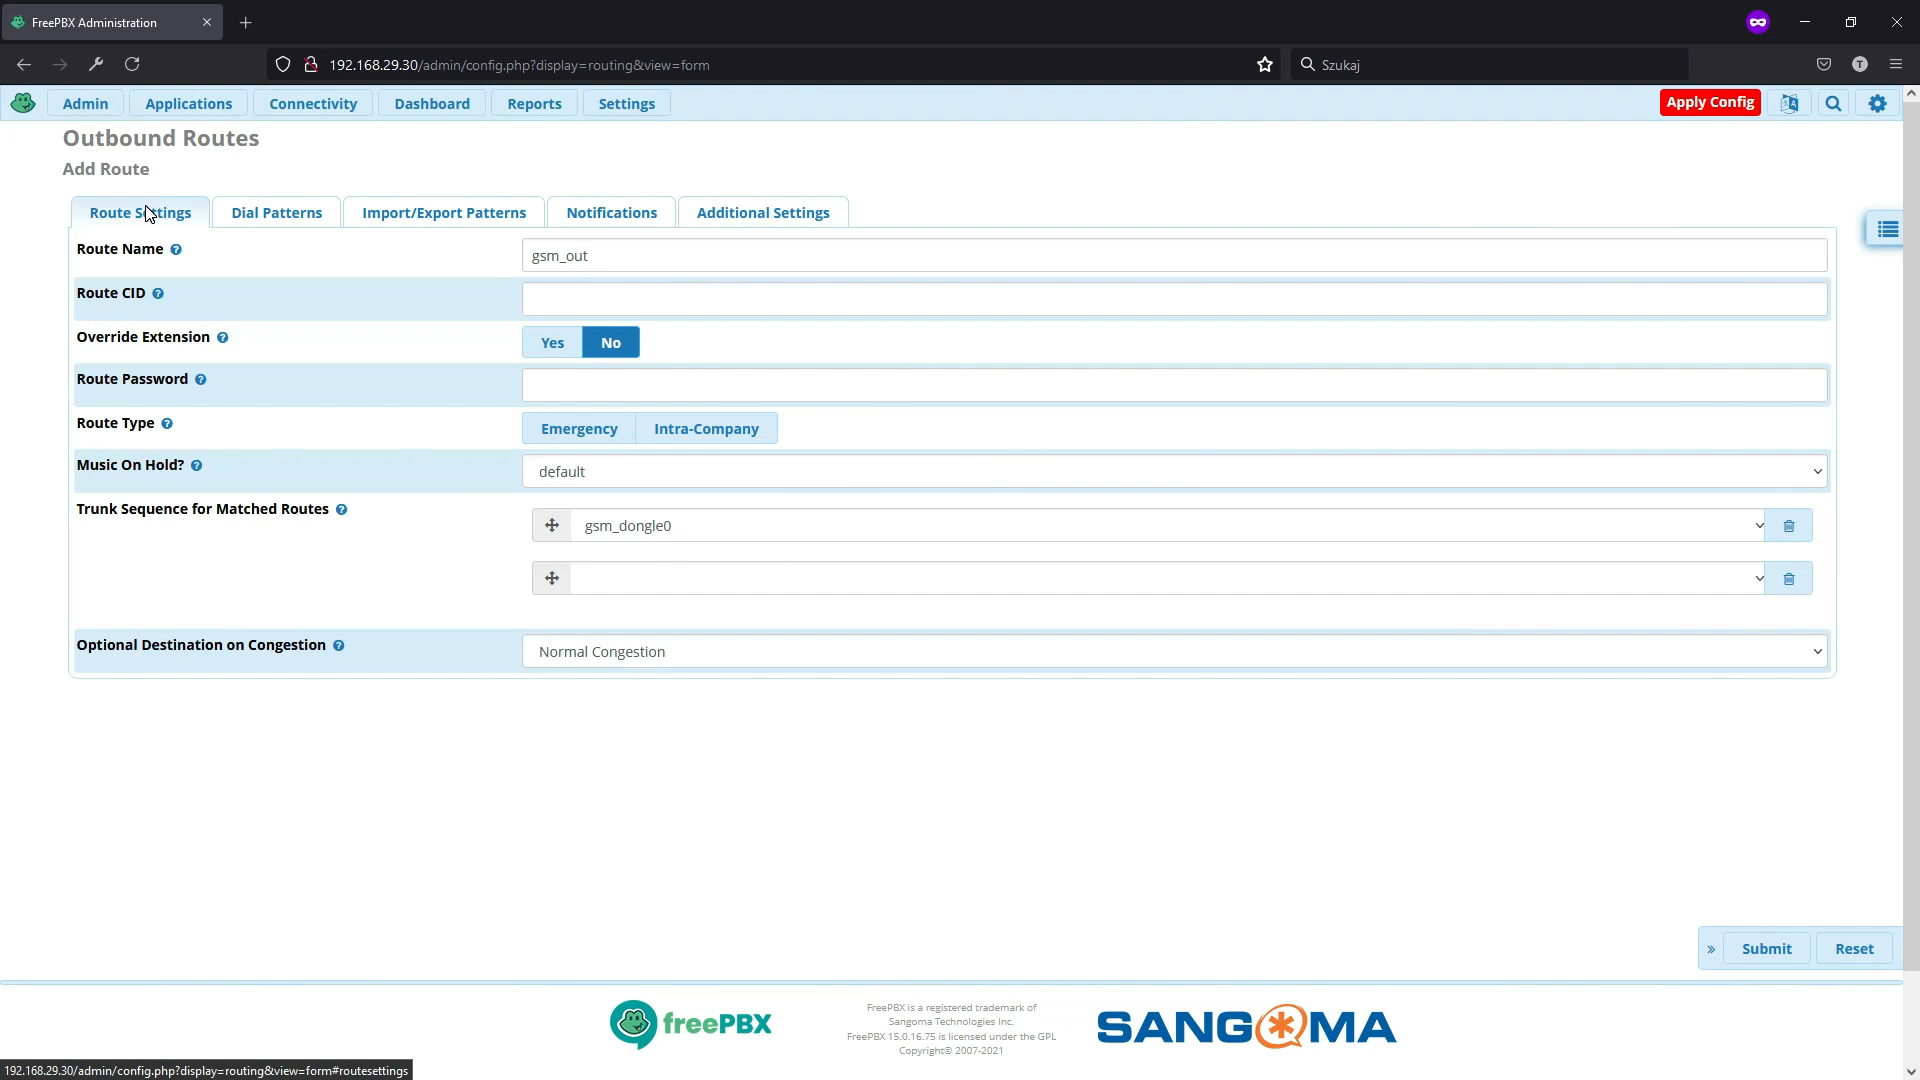 FreePBX Administration
192.168.29.30/admin/config.php?display=routing&view=form
Szukaj
T
Admin
Applications
Connectivity
Dashboard
Reports
Settings
Apply Config
Outbound Routes
Add Route
Route Settings
Dial Patterns
Import/Export Patterns
Notifications
Additional Settings
Route Name
gsm_out
Route CID
Override Extension
Yes
No
Route Password
Route Type
Emergency
Intra-Company
Music On Hold?
default
Trunk Sequence for Matched Routes
gsm_dongle0
Optional Destination on Congestion
Normal Congestion
» Submit
Reset
freePBX
FreePBX is a registered trademark of
Sangoma Technologies Inc.
FreePBX 15.0.16.75 is licensed under the GPL
Copyright© 2007-2021
SANGOMA
192.168.29.30/admin/config.php?display=routing&view=form#routesettings